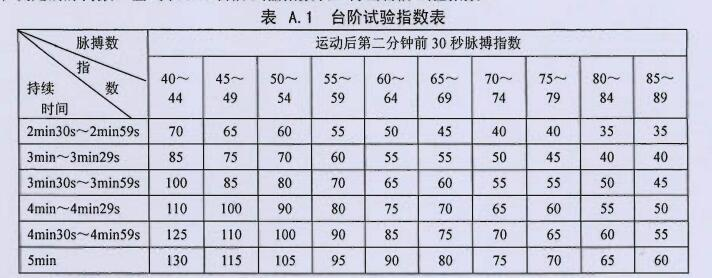 表 A.1 台阶试验指数表
脉搏数 指数 持续时间 运动后第二分钟前30秒脉搏指数
40～44 45～49 50～54 55～59 60～64 65～69 70～74 75～79 80～84 85～89
2min30s～2min59s 70 65 60 55 50 45 40 40 35 35
3min～3min29s 85 75 70 60 55 55 50 45 40 40
3min30s～3min59s 100 85 80 70 65 60 55 55 50 45
4min～4min29s 110 100 90 80 75 70 65 60 55 50
4min30s～4min59s 125 110 100 90 85 75 70 65 60 55
5min 130 115 105 95 90 80 75 70 65 60